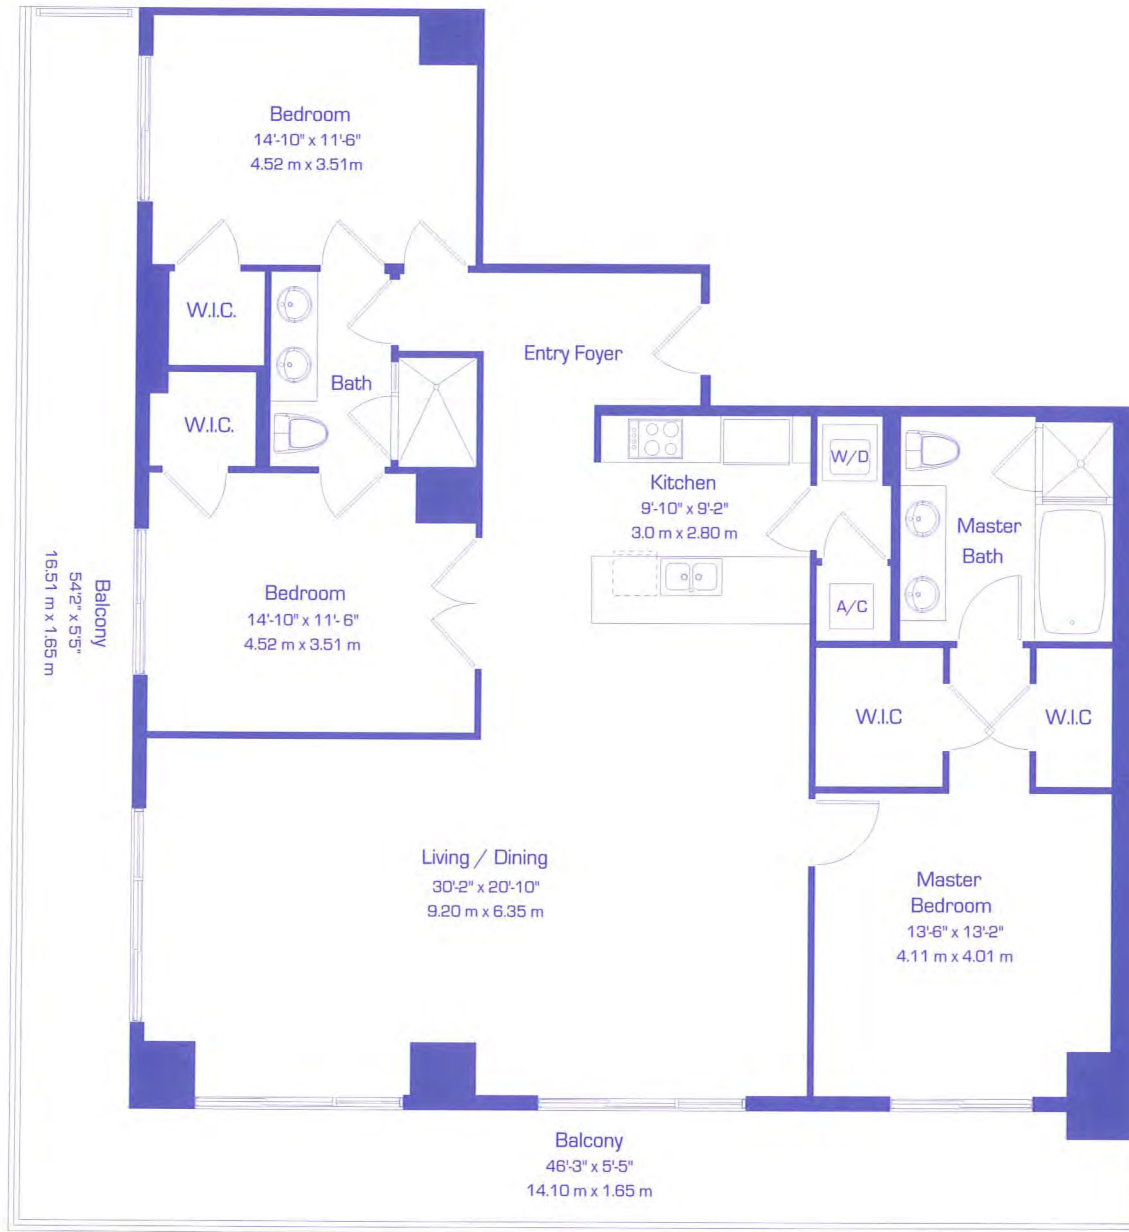 Bedroom
14'-10" x 11'-6"
4.52 m x 3.51m
W.I.C.
Entry Foyer
Bath
W.I.C.
W/D
Kitchen
9'-10" x 9'-2"
3.0 m x 2.80 m
Master
Bath
Balcony
54'2" x 5'5"
16.51 m x 1.65 m
Bedroom
14'-10" x 11'- 6"
4.52 m x 3.51 m
A/C
W.I.C
W.I.C
Living / Dining
30'-2" x 20'-10"
9.20 m x 6.35 m
Master
Bedroom
13'-6" x 13'-2"
4.11 m x 4.01 m
Balcony
46'-3" x 5'-5"
14.10 m x 1.65 m